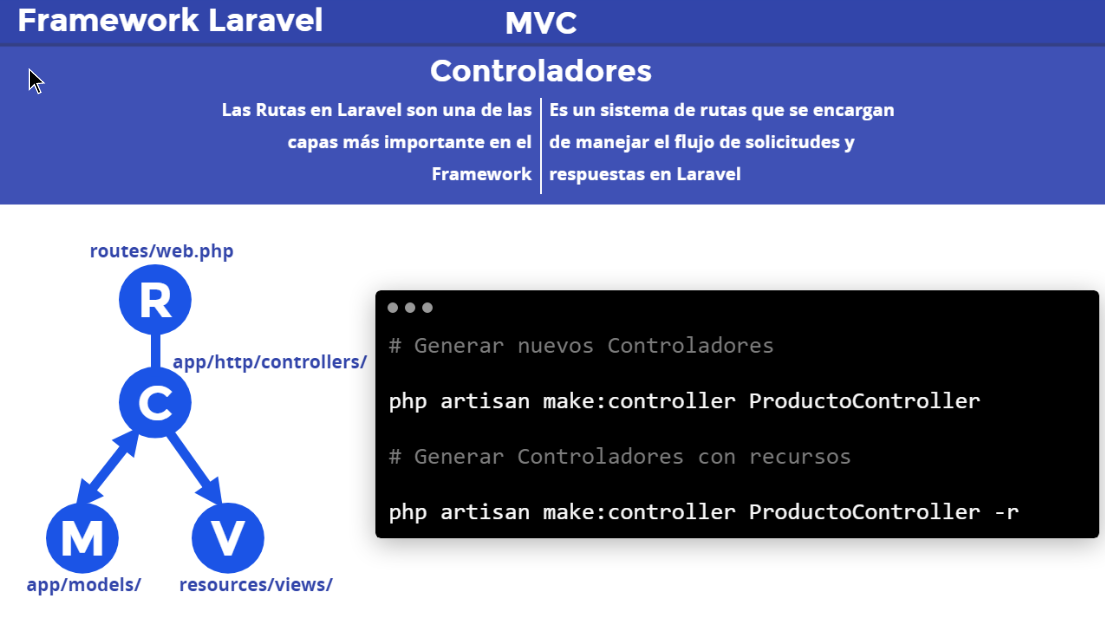 Framework Laravel
MVC
Controladores
Las Rutas en Laravel son una de las
capas más importante en el
Framework
Es un sistema de rutas que se encargan
de manejar el flujo de solicitudes y
respuestas en Laravel
routes/web.php
R
app/http/controllers/
C
M
V
app/models/
resources/views/
# Generar nuevos Controladores
php artisan make:controller ProductoController
# Generar Controladores con recursos
php artisan make:controller ProductoController -r